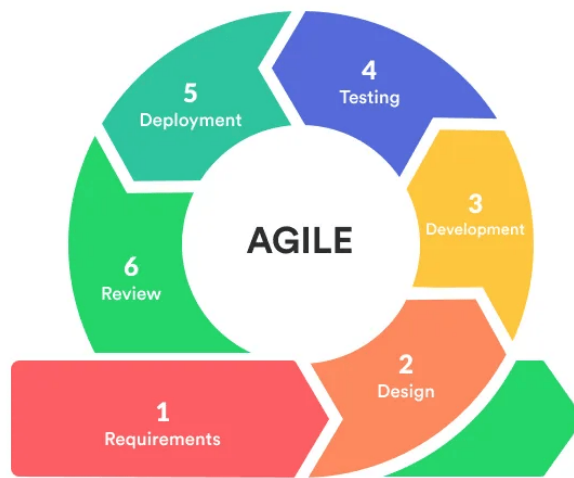 AGILE
1
Requirements
2
Design
3
Development
4
Testing
5
Deployment
6
Review